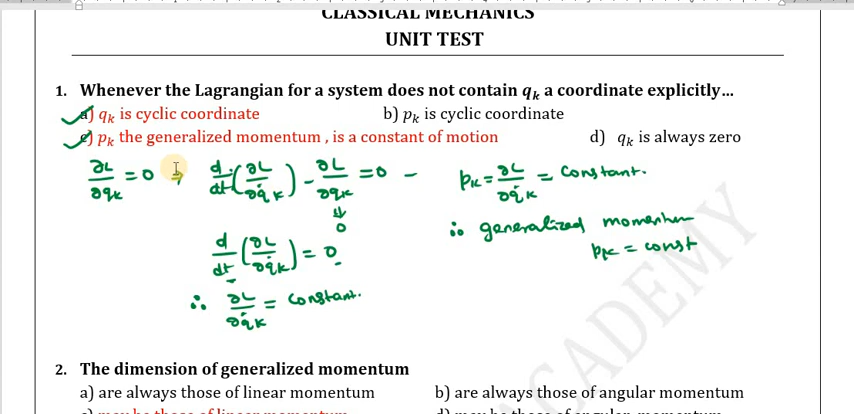 CLASSICAL MECHANICS
UNIT TEST
1. Whenever the Lagrangian for a system does not contain qₖ a coordinate explicitly...
a) qₖ is cyclic coordinate b) pₖ is cyclic coordinate
c) pₖ the generalized momentum , is a constant of motion d) qₖ is always zero
∂L/∂qₖ = 0 ⇒ d/dt(∂L/∂q̇ₖ) − ∂L/∂qₖ = 0 −
⇓
0
d/dt(∂L/∂q̇ₖ) = 0
∴ ∂L/∂q̇ₖ = constant.
pₖ = ∂L/∂q̇ₖ = constant.
∴ generalized momentum
pₖ = const
ACADEMY
2. The dimension of generalized momentum
a) are always those of linear momentum b) are always those of angular momentum